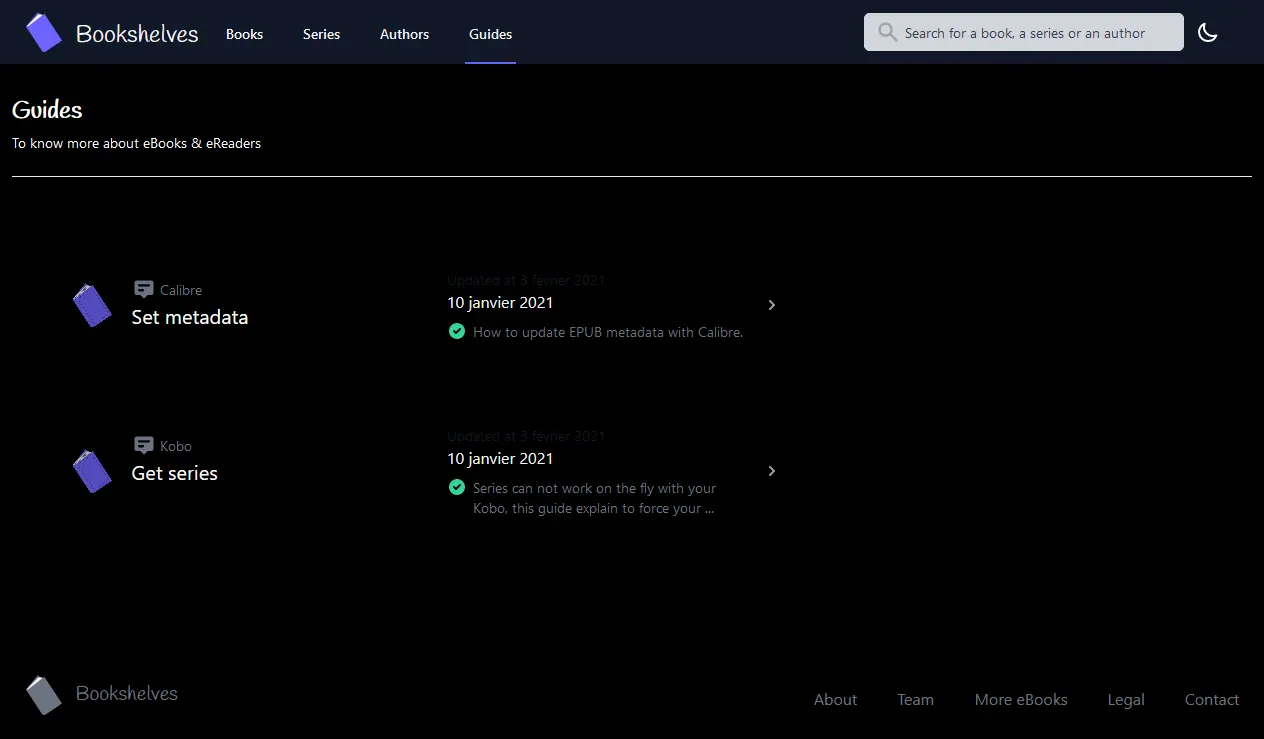 Bookshelves
Books
Series
Authors
Guides
Search for a book, a series or an author
Guides
To know more about eBooks & eReaders
Calibre
Set metadata
Updated at 3 février 2021
10 janvier 2021
How to update EPUB metadata with Calibre.
Kobo
Get series
Updated at 3 février 2021
10 janvier 2021
Series can not work on the fly with your
Kobo, this guide explain to force your ...
Bookshelves
About
Team
More eBooks
Legal
Contact